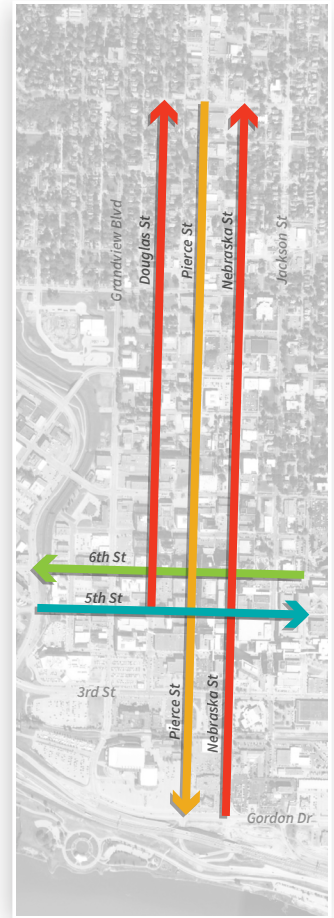 Grandview Blvd
Douglas St
Pierce St
Nebraska St
Jackson St
6th St
5th St
3rd St
Pierce St
Nebraska St
Gordon Dr